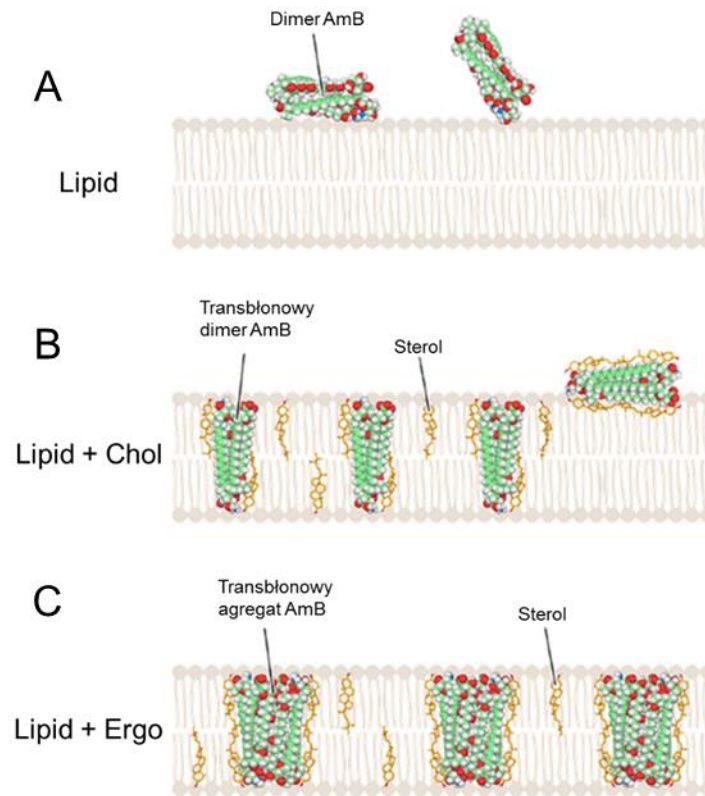 Dimer AmB
A
Lipid
Transbłonowy
dimer AmB
Sterol
B
Lipid + Chol
Transbłonowy
agregat AmB
Sterol
C
Lipid + Ergo